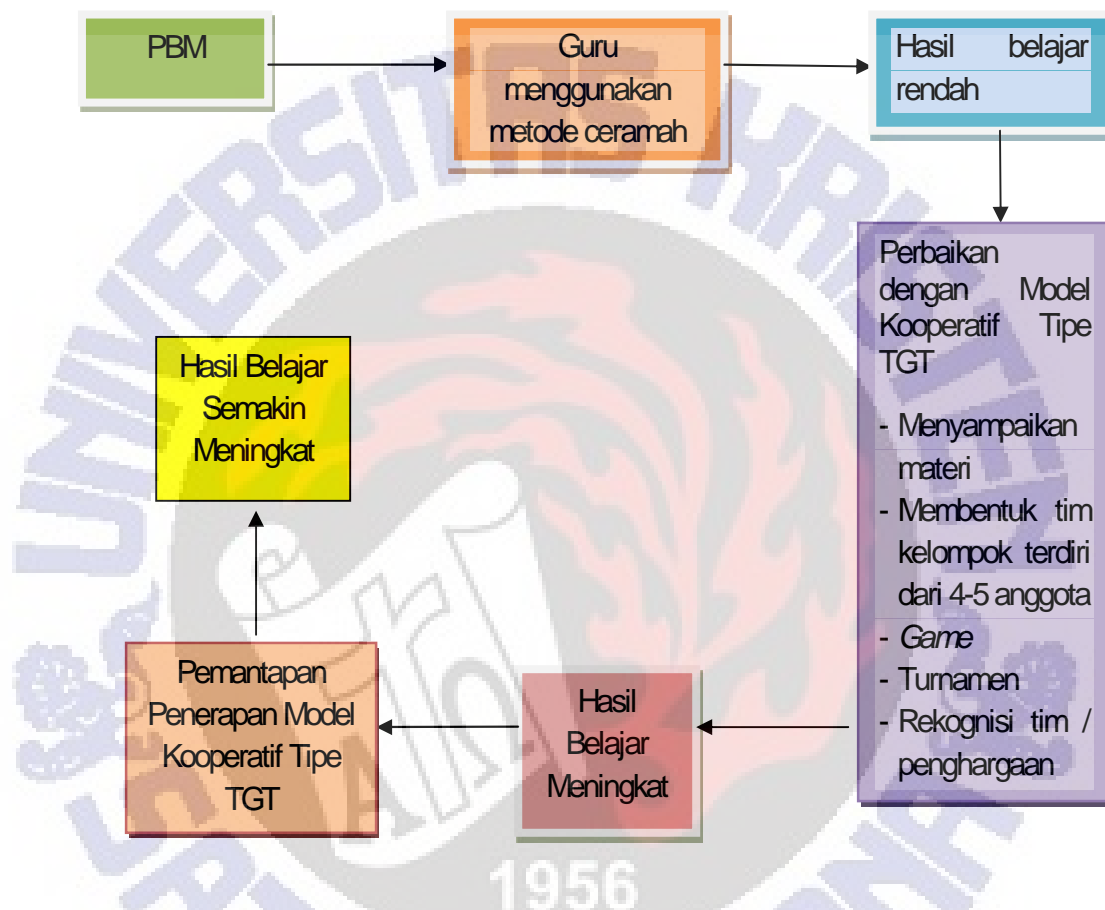 PBM
Guru
menggunakan
metode ceramah
Hasil belajar
rendah
Perbaikan
dengan Model
Kooperatif Tipe
TGT
- Menyampaikan
materi
- Membentuk tim
kelompok terdiri
dari 4-5 anggota
- Game
- Turnamen
- Rekognisi tim /
penghargaan
Hasil
Belajar
Meningkat
Pemantapan
Penerapan Model
Kooperatif Tipe
TGT
Hasil Belajar
Semakin
Meningkat
UNIVERSITAS KRISTEN
1956